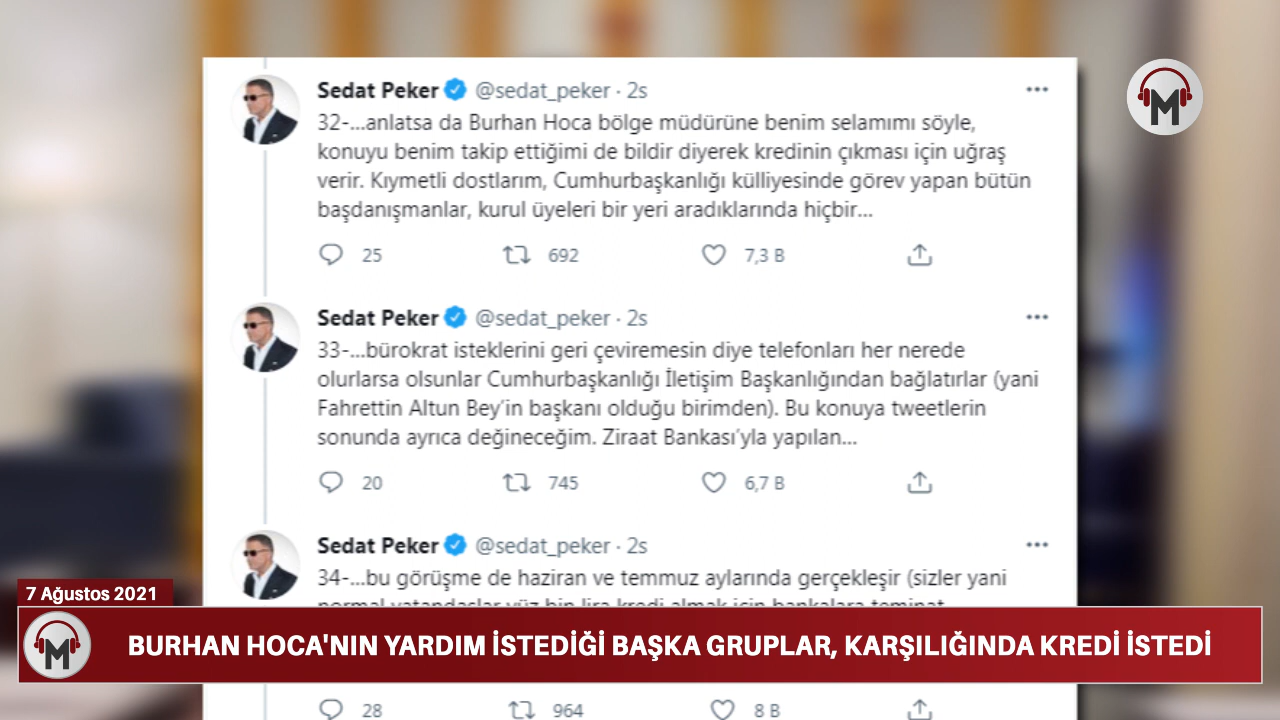 Sedat Peker @sedat_peker · 2s
32-...anlatsa da Burhan Hoca bölge müdürüne benim selamımı söyle,
konuyu benim takip ettiğimi de bildir diyerek kredinin çıkması için uğraş
verir. Kıymetli dostlarım, Cumhurbaşkanlığı külliyesinde görev yapan bütün
başdanışmanlar, kurul üyeleri bir yeri aradıklarında hiçbir...
25 692 7,3 B
Sedat Peker @sedat_peker · 2s
33-...bürokrat isteklerini geri çeviremesin diye telefonları her nerede
olurlarsa olsunlar Cumhurbaşkanlığı İletişim Başkanlığından bağlatırlar (yani
Fahrettin Altun Bey'in başkanı olduğu birimden). Bu konuya tweetlerin
sonunda ayrıca değineceğim. Ziraat Bankası'yla yapılan...
20 745 6,7 B
Sedat Peker @sedat_peker · 2s
34-...bu görüşme de haziran ve temmuz aylarında gerçekleşir (sizler yani
normal vatandaşlar yüz bin lira kredi almak için bankalara teminat
7 Ağustos 2021
M
M
BURHAN HOCA'NIN YARDIM İSTEDİĞİ BAŞKA GRUPLAR, KARŞILIĞINDA KREDİ İSTEDİ
28 964 8 B